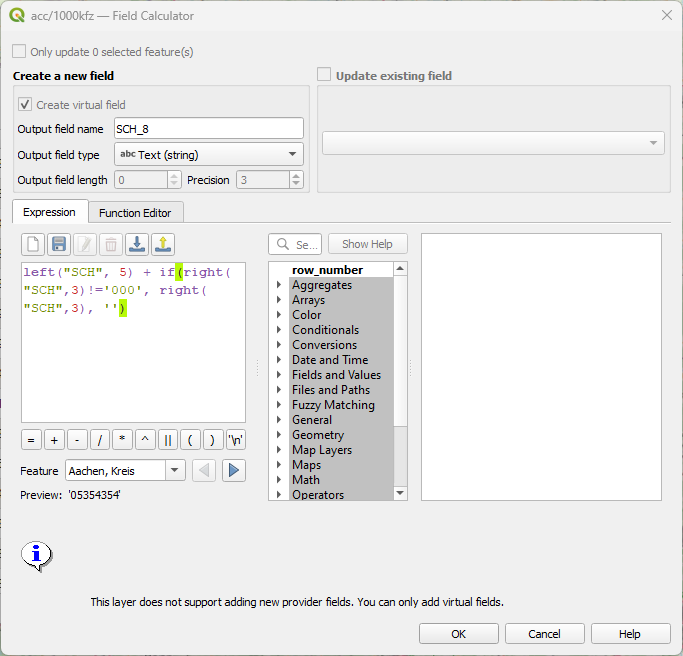 acc/1000kfz — Field Calculator
Only update 0 selected feature(s)
Create a new field
Update existing field
Create virtual field
Output field name
SCH_8
Output field type
abc Text (string)
Output field length
0
Precision
3
Expression
Function Editor
Se...
Show Help
left("SCH", 5) + if(right(
"SCH",3)!='000', right(
"SCH",3), '')
row_number
Aggregates
Arrays
Color
Conditionals
Conversions
Date and Time
Fields and Values
Files and Paths
Fuzzy Matching
General
Geometry
Map Layers
Maps
Math
Operators
= + - / * ^ || ( ) '\n'
Feature
Aachen, Kreis
Preview: '05354354'
This layer does not support adding new provider fields. You can only add virtual fields.
OK
Cancel
Help